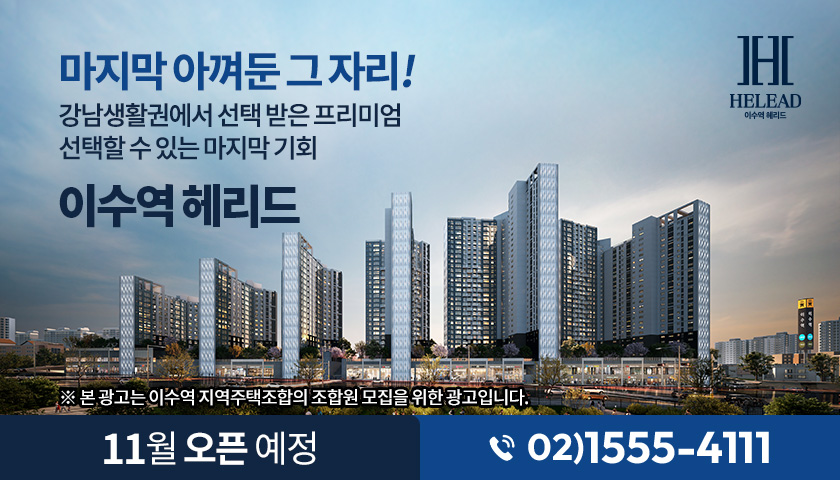 마지막 아껴둔 그 자리!
강남생활권에서 선택 받은 프리미엄
선택할 수 있는 마지막 기회
이수역 헤리드
H
HELEAD
이수역 헤리드
※ 본 광고는 이수역 지역주택조합의 조합원 모집을 위한 광고입니다.
11월 오픈 예정
02)1555-4111